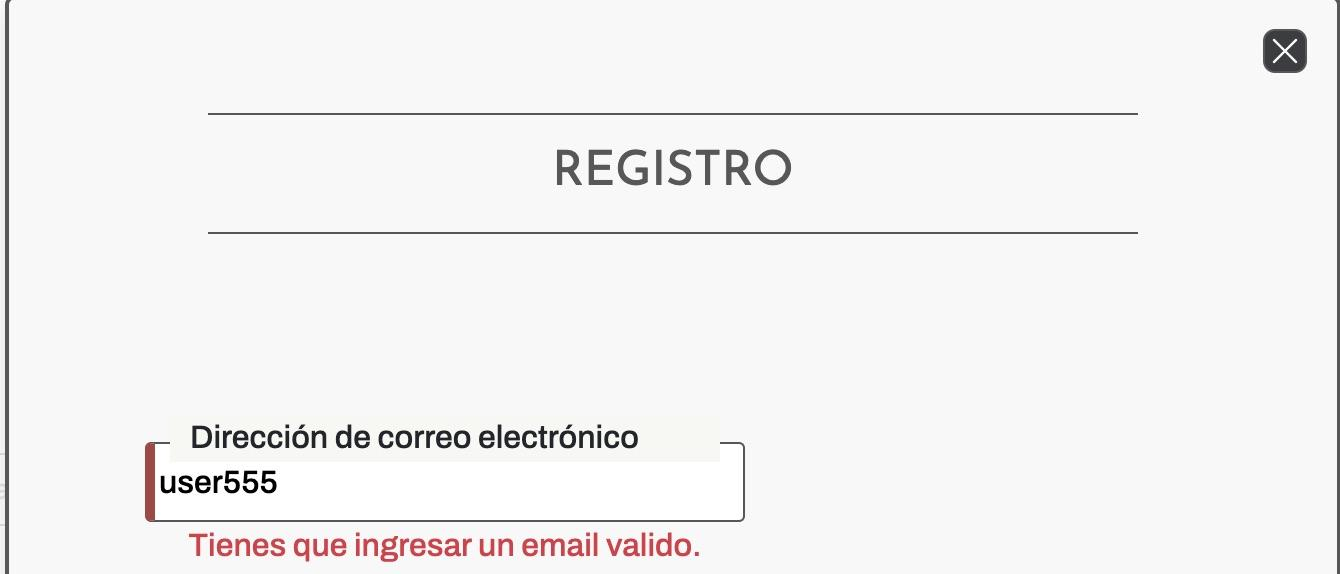 REGISTRO
Dirección de correo electrónico
user555
Tienes que ingresar un email valido.